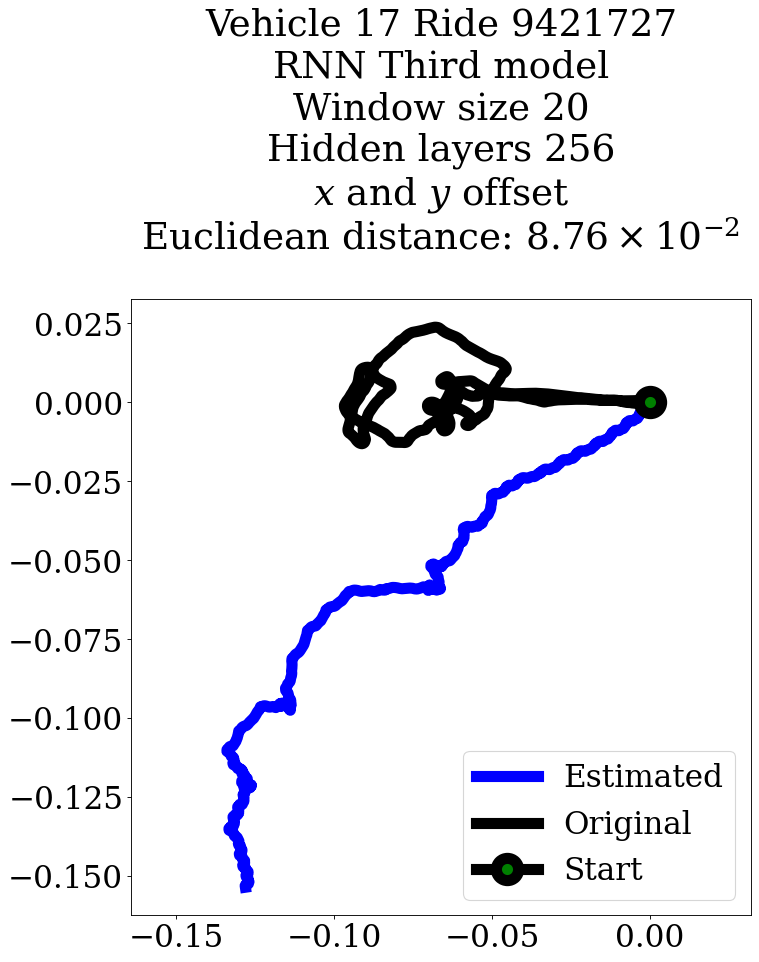 Vehicle 17 Ride 9421727
RNN Third model
Window size 20
Hidden layers 256
x and y offset
Euclidean distance: 8.76 × 10⁻²
0.025
0.000
−0.025
−0.050
−0.075
−0.100
−0.125
−0.150
Estimated
Original
Start
−0.15 −0.10 −0.05 0.00